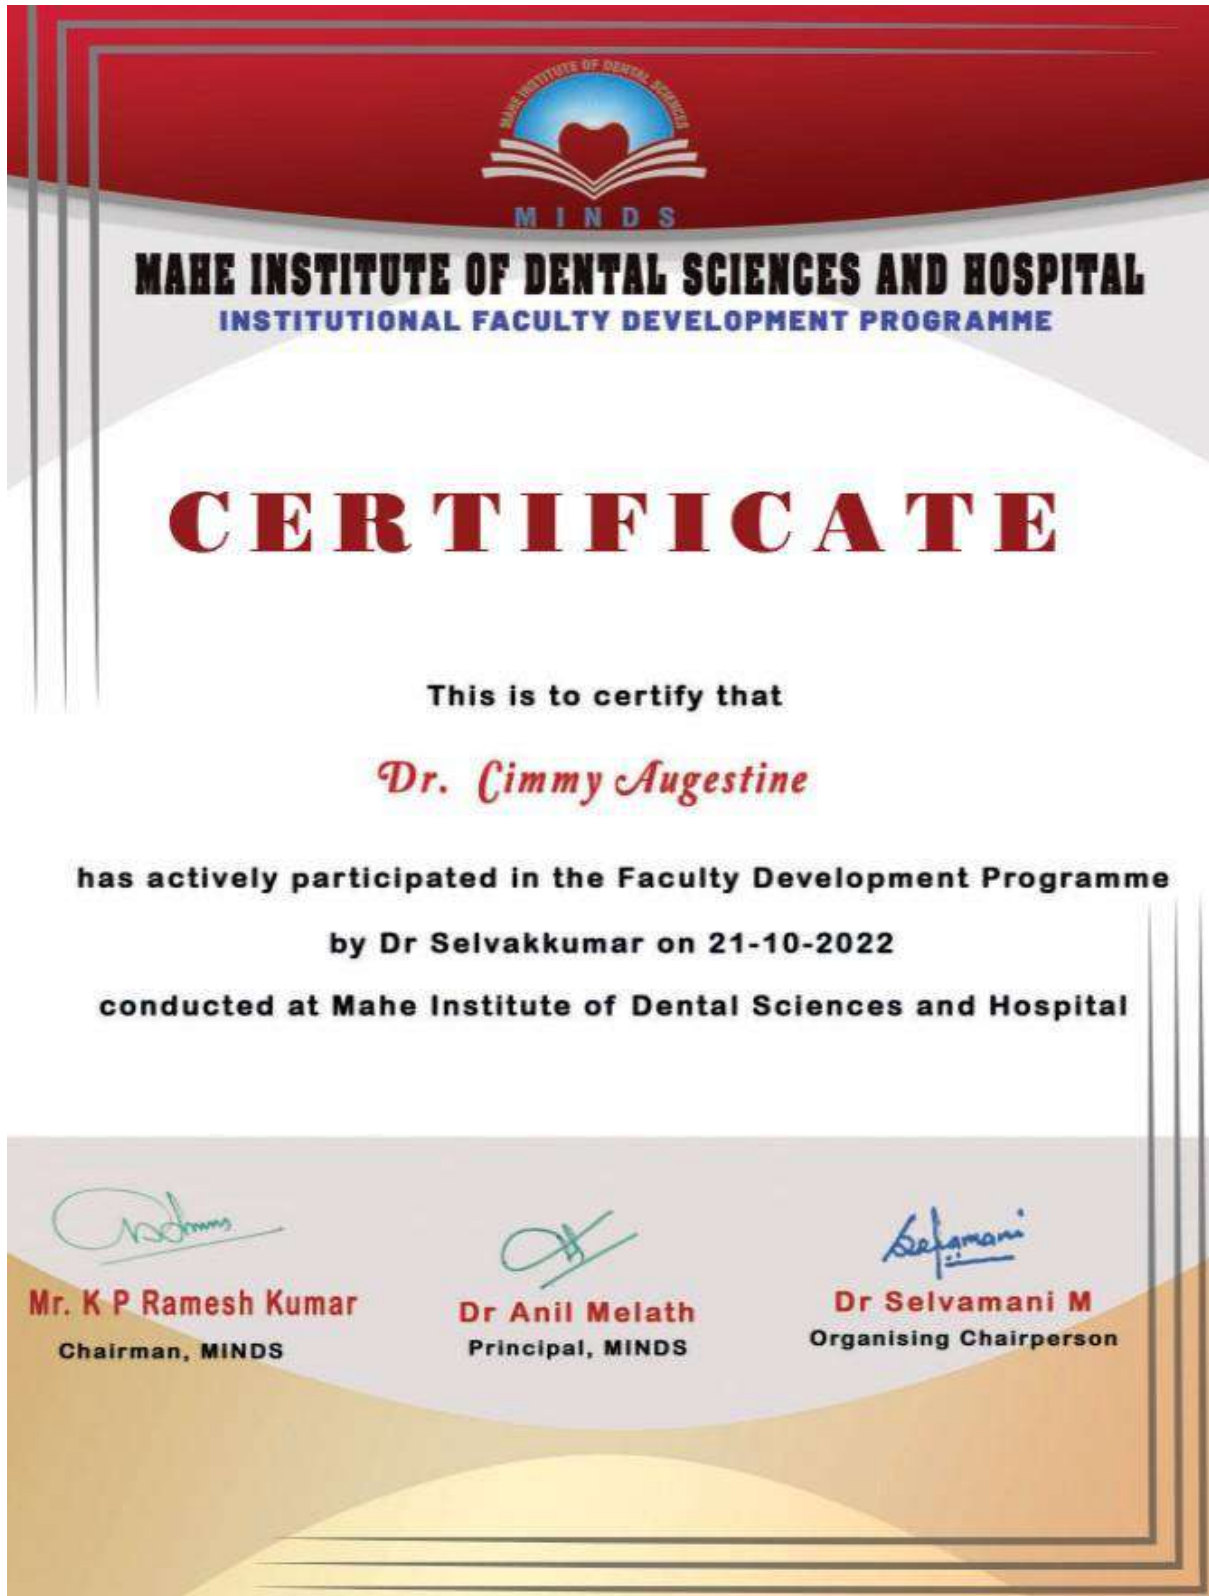 MAHE INSTITUTE OF DENTAL SCIENCES
MINDS
MAHE INSTITUTE OF DENTAL SCIENCES AND HOSPITAL
INSTITUTIONAL FACULTY DEVELOPMENT PROGRAMME
CERTIFICATE
This is to certify that
Dr. Cimmy Augestine
has actively participated in the Faculty Development Programme
by Dr Selvakkumar on 21-10-2022
conducted at Mahe Institute of Dental Sciences and Hospital
Selvamani
Mr. K P Ramesh Kumar
Chairman, MINDS
Dr Anil Melath
Principal, MINDS
Dr Selvamani M
Organising Chairperson